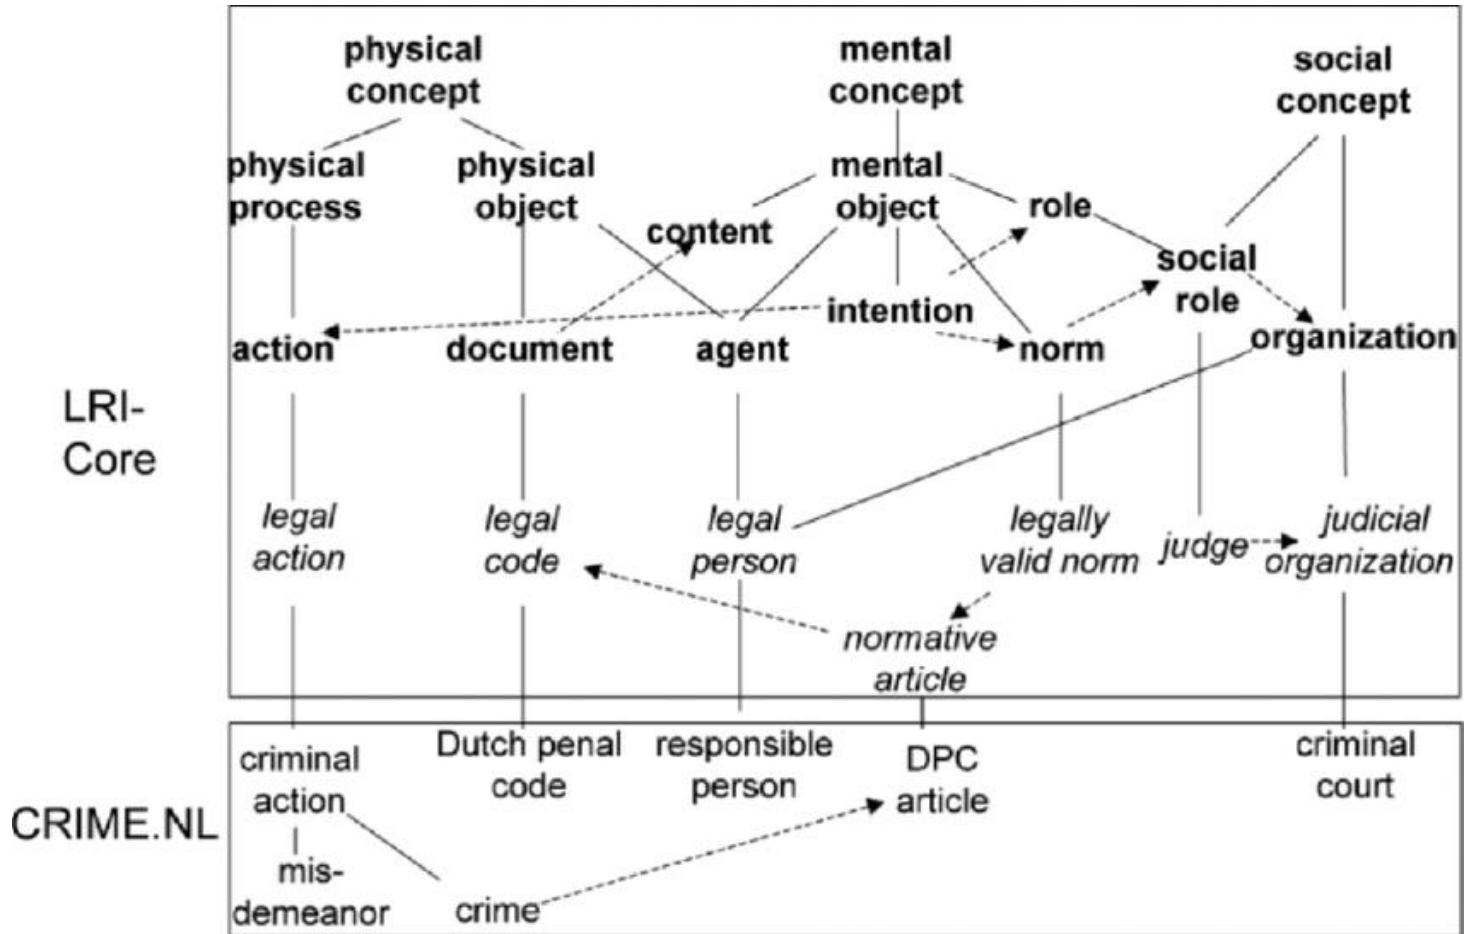 physical
concept
mental
concept
social
concept
physical
process
physical
object
content
mental
object
role
social
role
intention
action
document
agent
norm
organization
LRI-
Core
legal
action
legal
code
legal
person
legally
valid norm
judge
judicial
organization
normative
article
CRIME.NL
criminal
action
Dutch penal
code
responsible
person
DPC
article
criminal
court
mis-
demeanor
crime